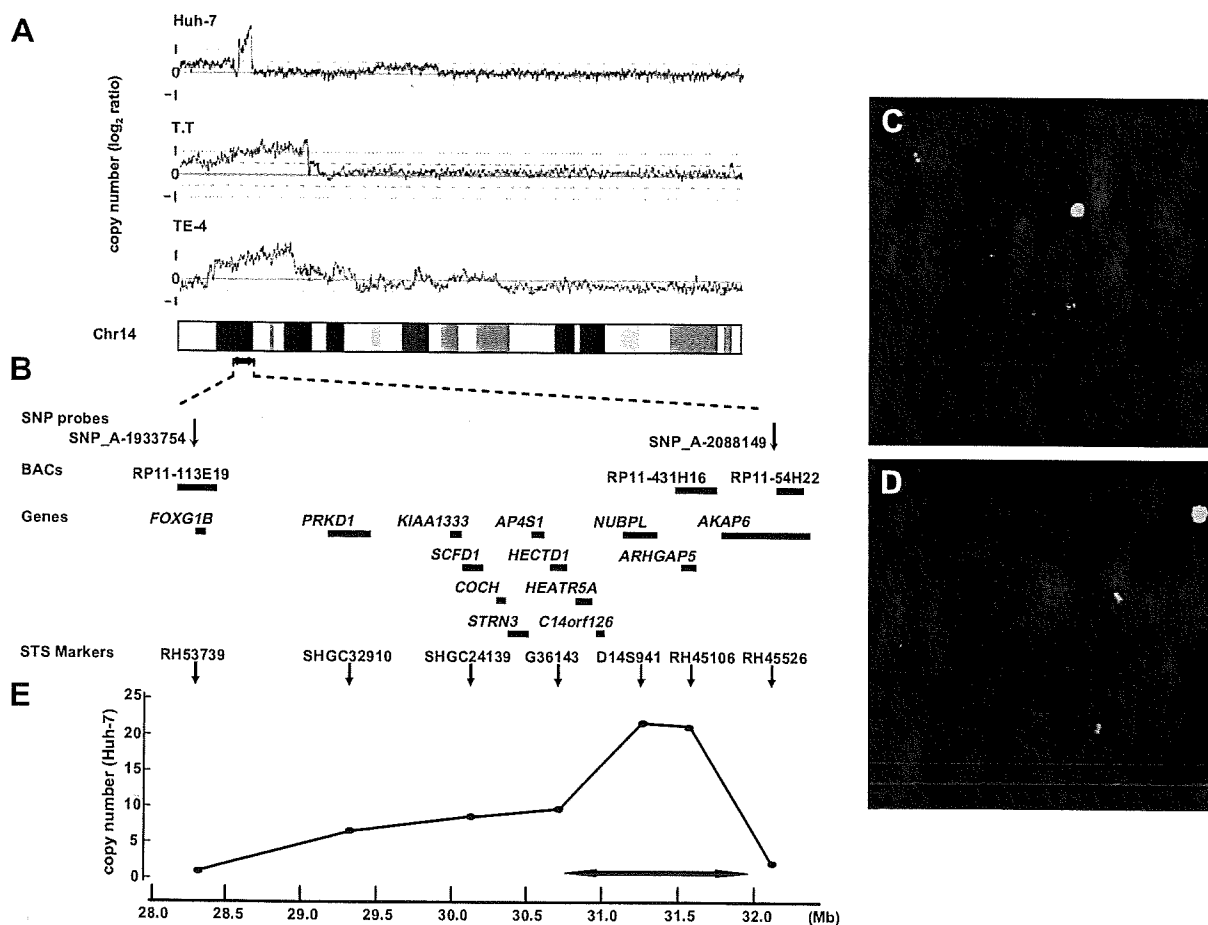 A
Huh-7
1
0
−1
T.T
1
0
−1
TE-4
1
0
−1
copy number (log2 ratio)
Chr14
B
SNP probes
SNP_A-1933754
SNP_A-2088149
BACs
RP11-113E19
RP11-431H16
RP11-54H22
Genes
FOXG1B
PRKD1
KIAA1333
AP4S1
NUBPL
AKAP6
SCFD1
HECTD1
ARHGAP5
COCH
HEATR5A
STRN3
C14orf126
STS Markers
RH53739
SHGC32910
SHGC24139
G36143
D14S941
RH45106
RH45526
E
copy number (Huh-7)
25
20
15
10
5
0
28.0
28.5
29.0
29.5
30.0
30.5
31.0
31.5
32.0
(Mb)
C
D